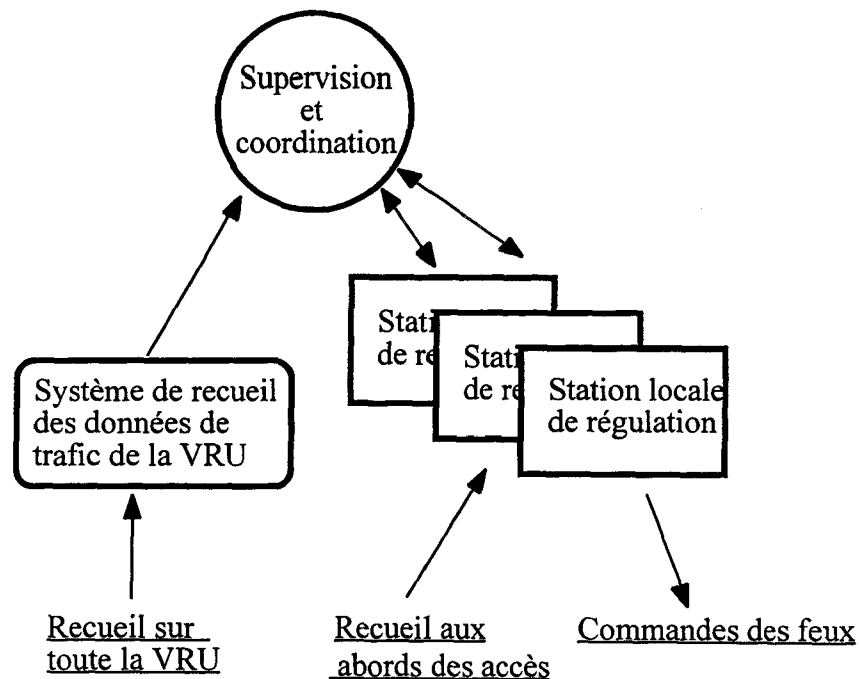 Supervision
et
coordination
Stati
de ré
Stati
de re
Station locale
de régulation
Système de recueil
des données de
trafic de la VRU
Recueil sur
toute la VRU
Recueil aux
abords des accès
Commandes des feux